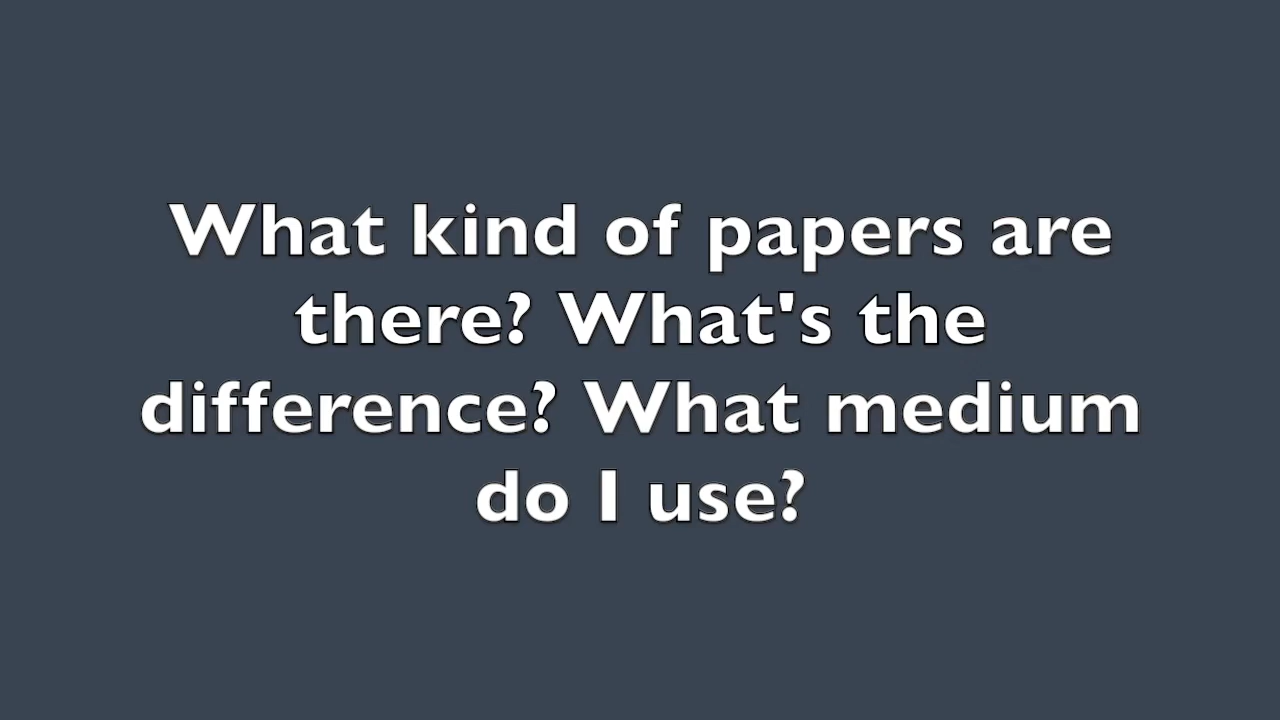 What kind of papers are
there? What's the
difference? What medium
do I use?